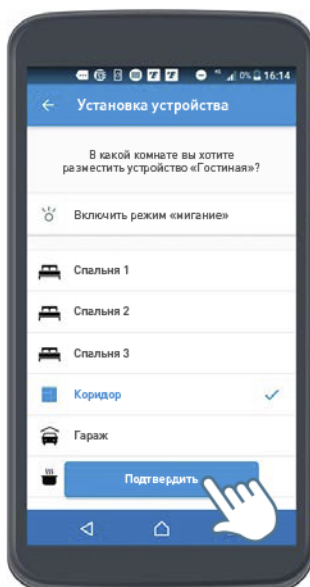 0% 16:14
Установка устройства
В какой комнате вы хотите
разместить устройство «Гостиная»?
Включить режим «мигание»
Спальня 1
Спальня 2
Спальня 3
Коридор
Гараж
Подтвердить